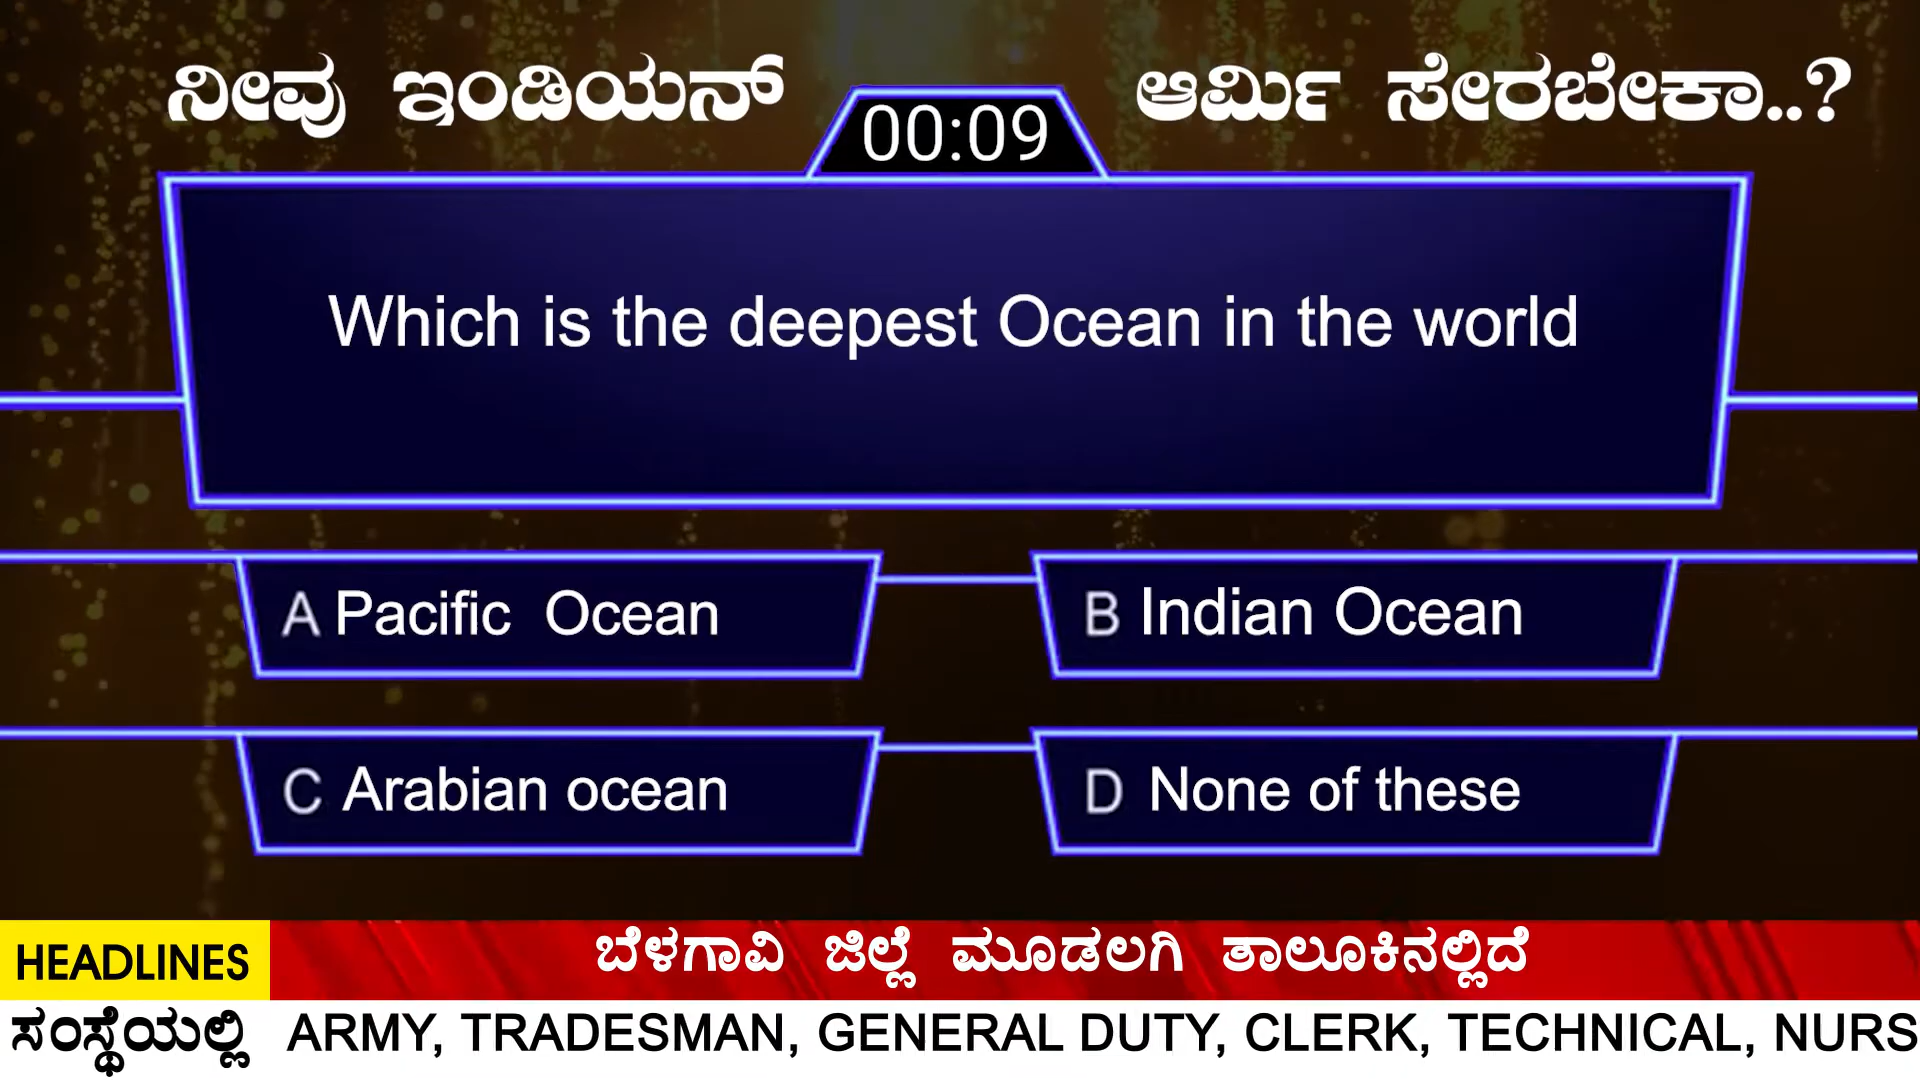 ನೀವು ಇಂಡಿಯನ್ ಆರ್ಮಿ ಸೇರಬೇಕಾ..?
00:09
Which is the deepest Ocean in the world
A Pacific Ocean
B Indian Ocean
C Arabian ocean
D None of these
HEADLINES
ಬೆಳಗಾವಿ ಜಿಲ್ಲೆ ಮೂಡಲಗಿ ತಾಲೂಕಿನಲ್ಲಿದೆ
ಸಂಸ್ಥೆಯಲ್ಲಿ ARMY, TRADESMAN, GENERAL DUTY, CLERK, TECHNICAL, NURS